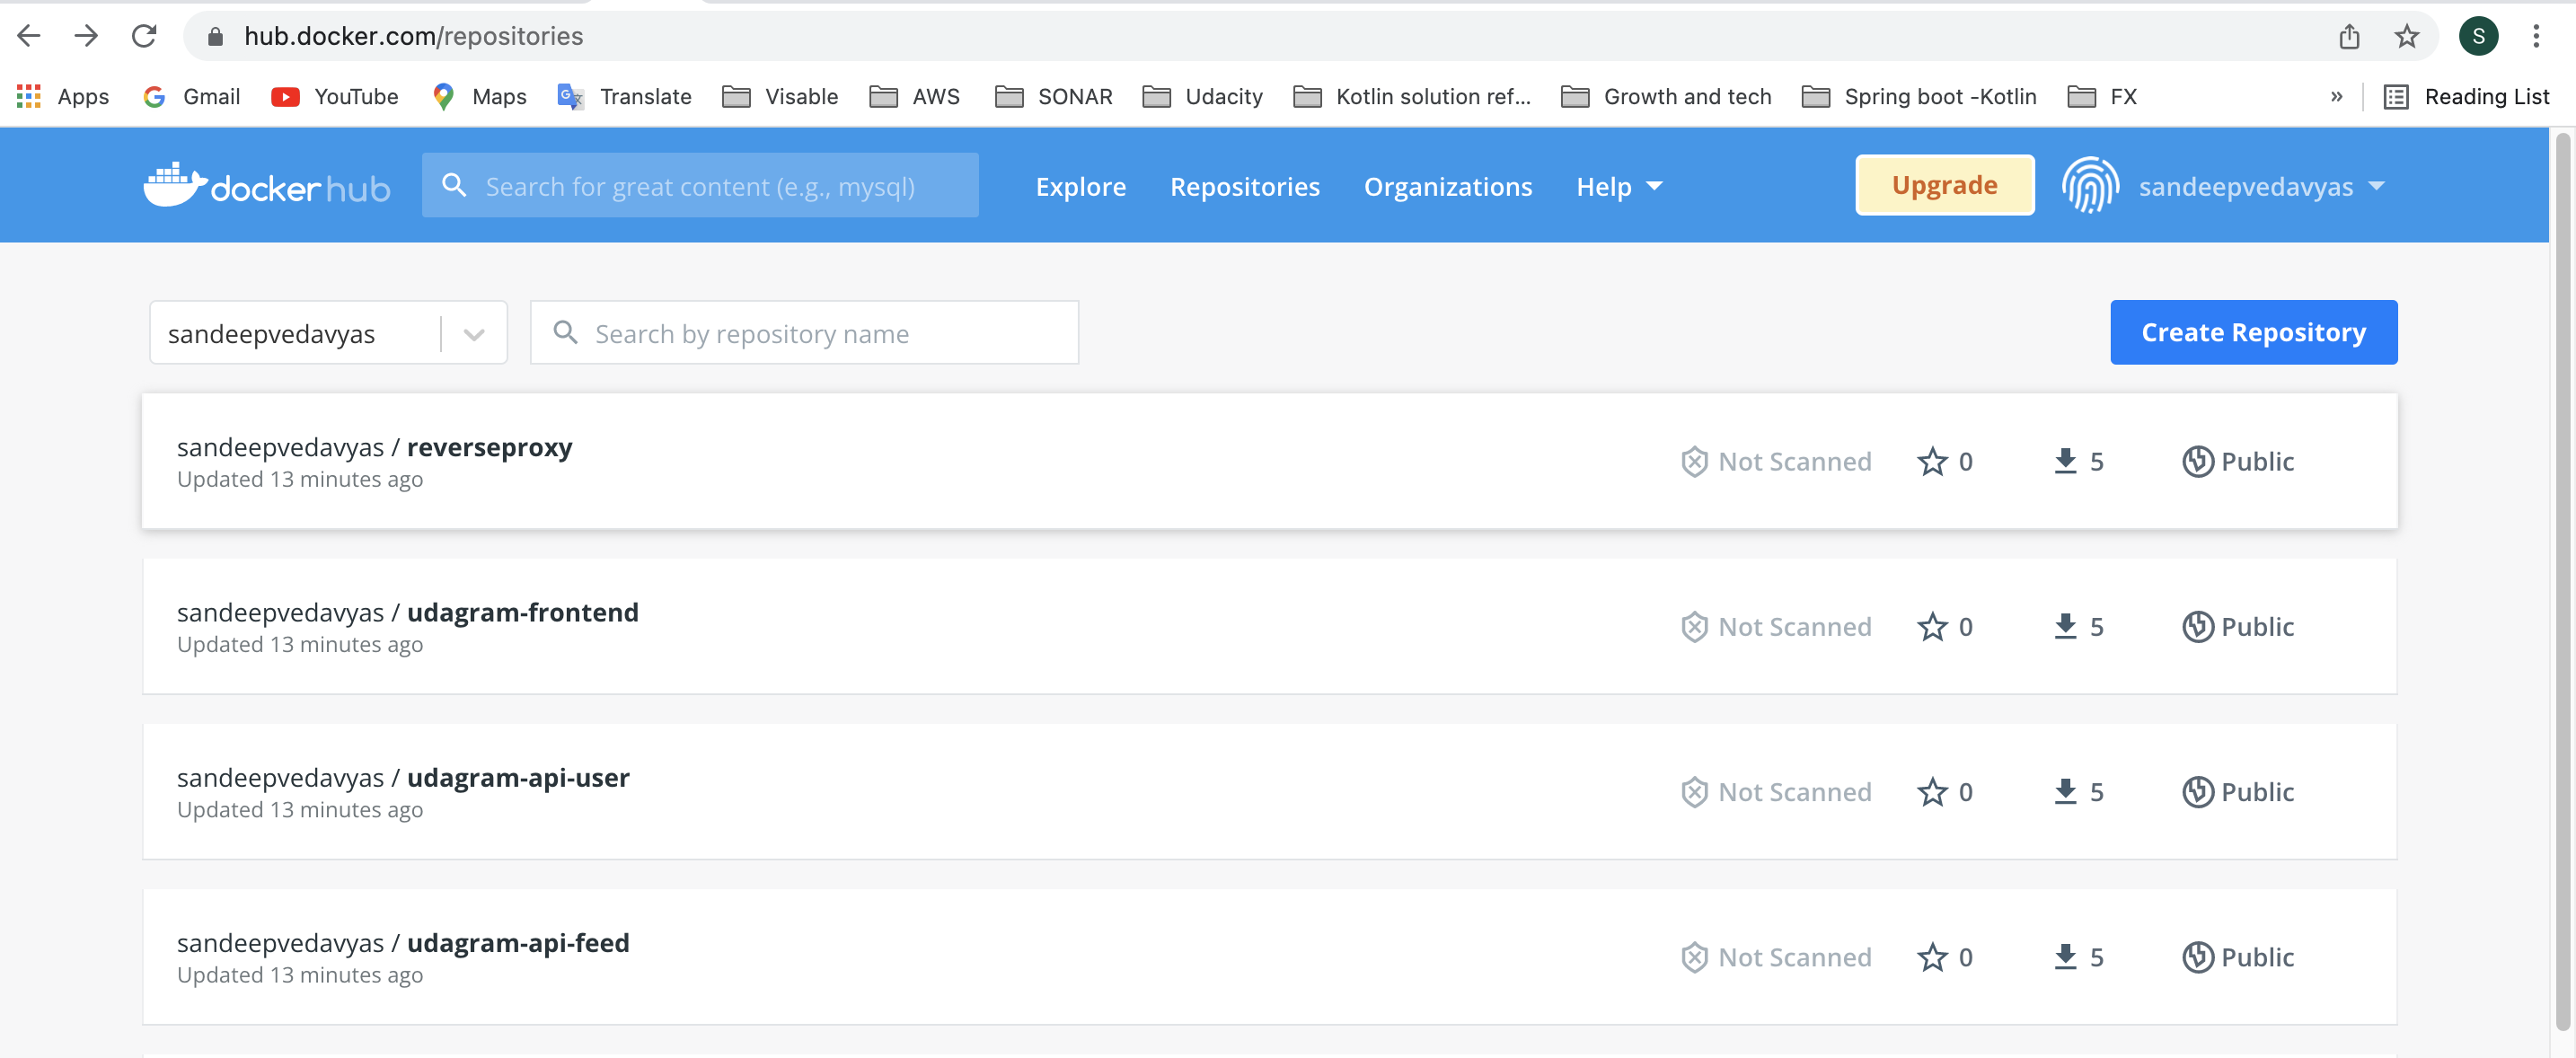 hub.docker.com/repositories
S
Apps Gmail YouTube Maps Translate Visable AWS SONAR Udacity Kotlin solution ref... Growth and tech Spring boot -Kotlin FX » Reading List
docker hub Search for great content (e.g., mysql) Explore Repositories Organizations Help Upgrade sandeepvedavyas
sandeepvedavyas Search by repository name Create Repository
sandeepvedavyas / reverseproxy
Updated 13 minutes ago
Not Scanned 0 5 Public
sandeepvedavyas / udagram-frontend
Updated 13 minutes ago
Not Scanned 0 5 Public
sandeepvedavyas / udagram-api-user
Updated 13 minutes ago
Not Scanned 0 5 Public
sandeepvedavyas / udagram-api-feed
Updated 13 minutes ago
Not Scanned 0 5 Public